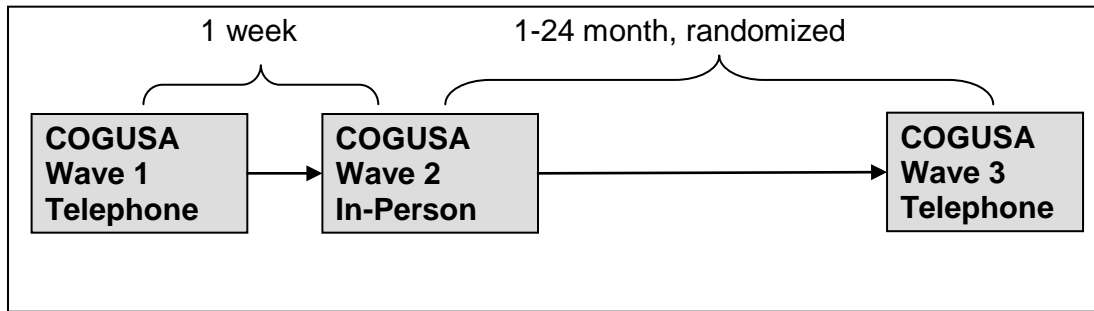 1 week
1-24 month, randomized
COGUSA
Wave 1
Telephone
COGUSA
Wave 2
In-Person
COGUSA
Wave 3
Telephone